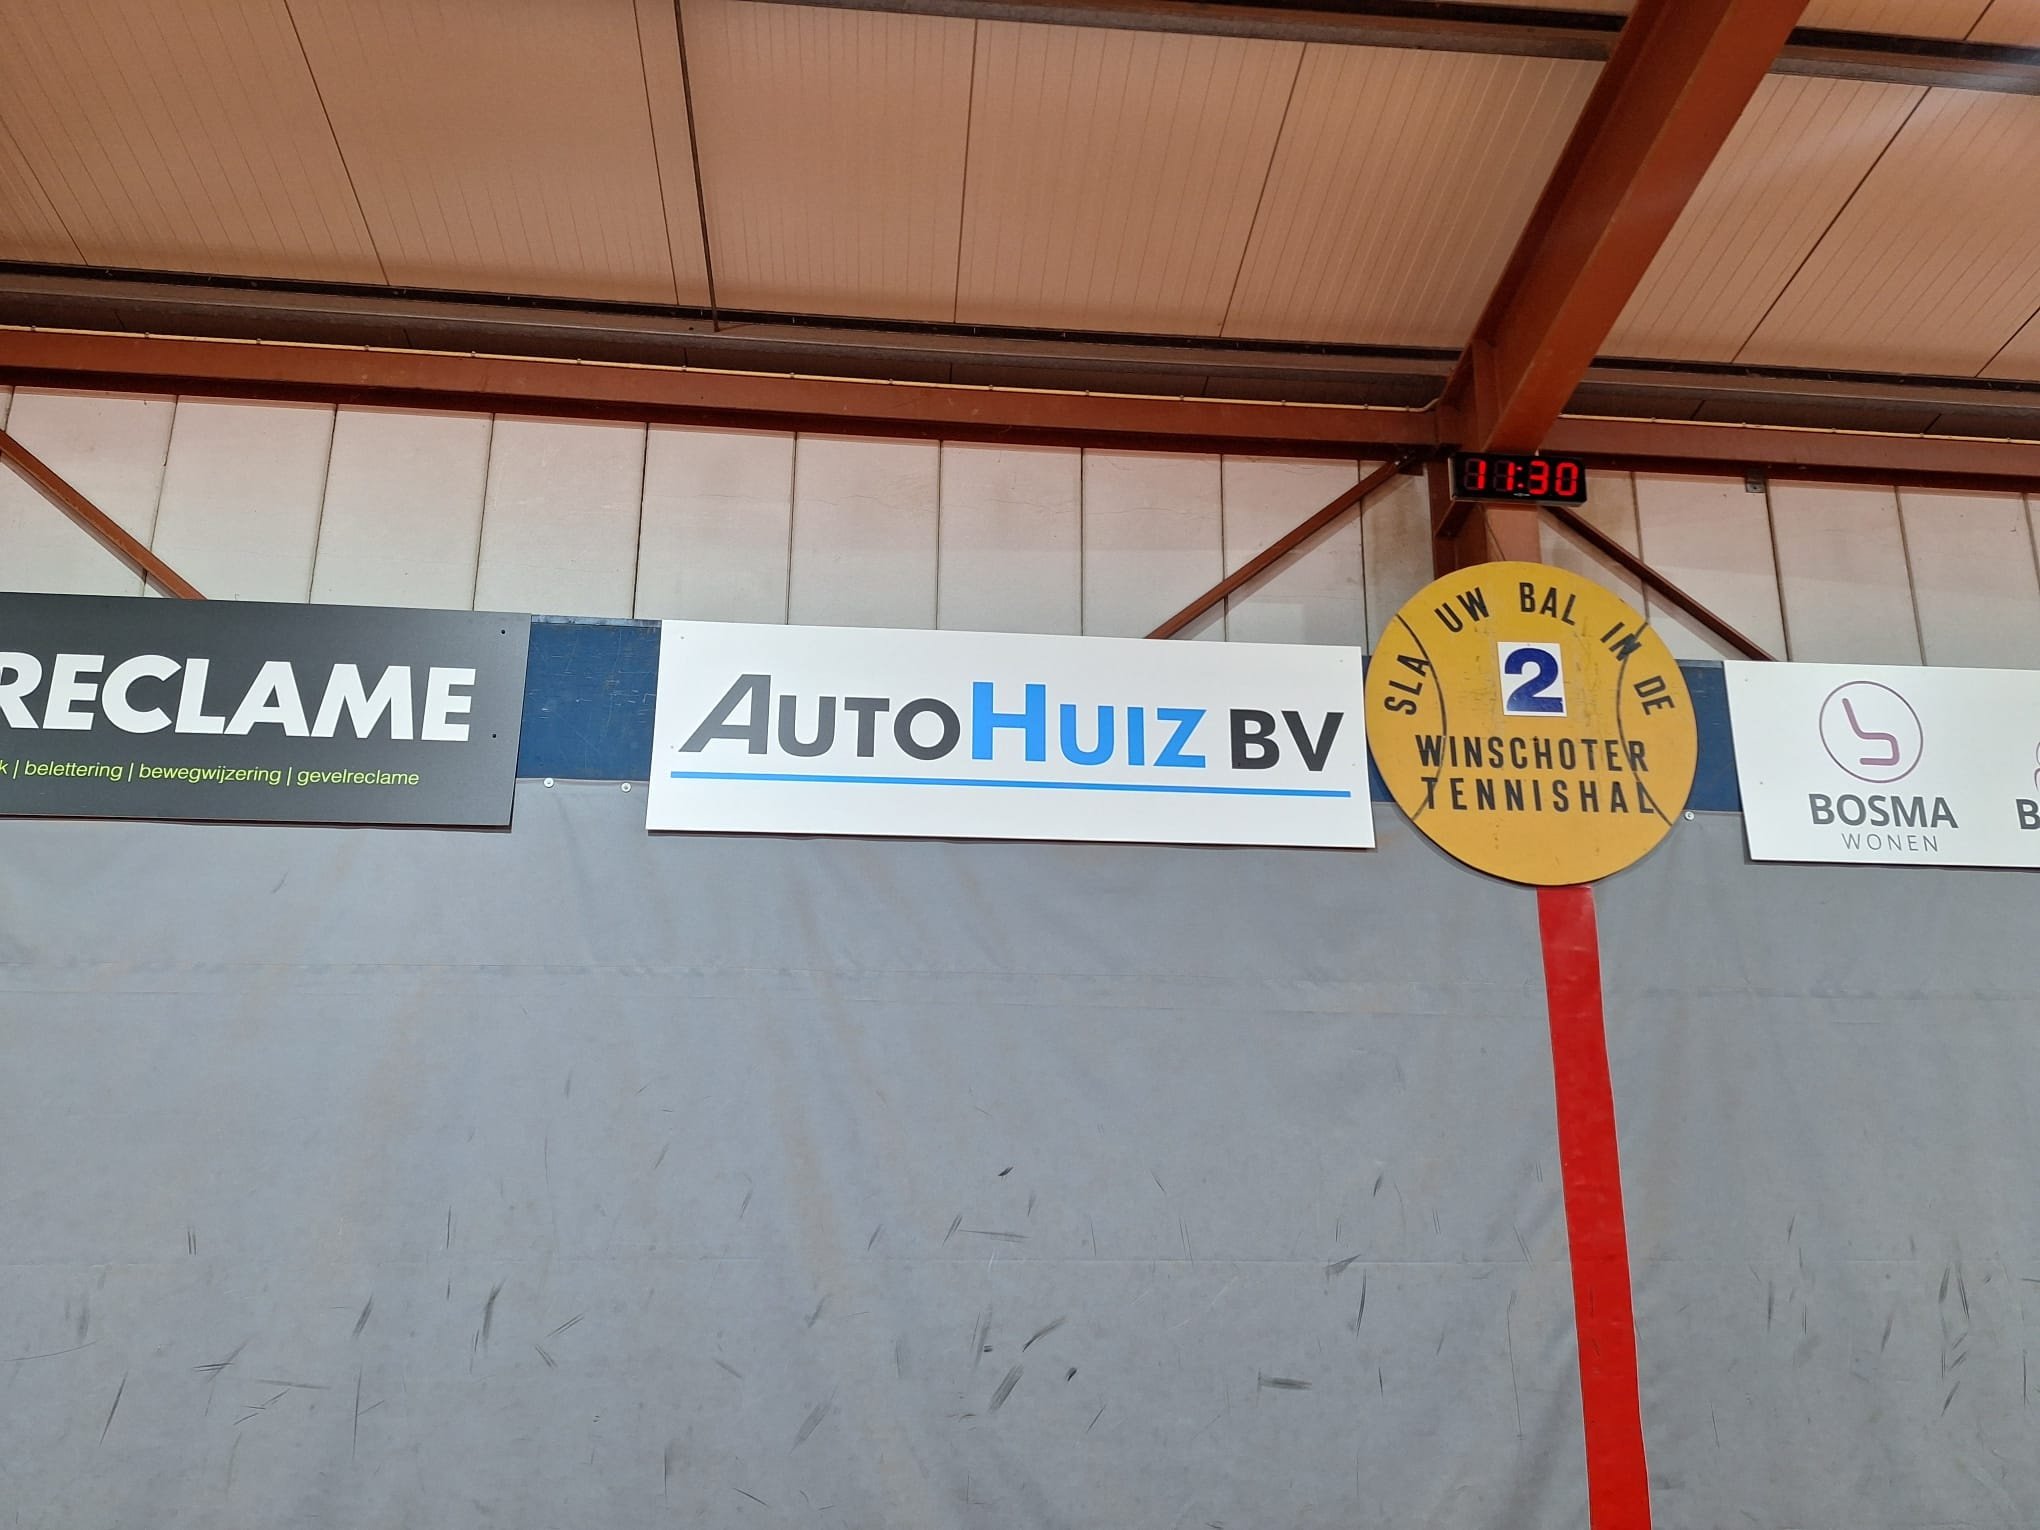 11:30
RECLAME
k | belettering | bewegwijzering | gevelreclame
AUTOHUIZ BV
SLA UW BAL IN DE
2
WINSCHOTER
TENNISHAL
BOSMA
WONEN
B